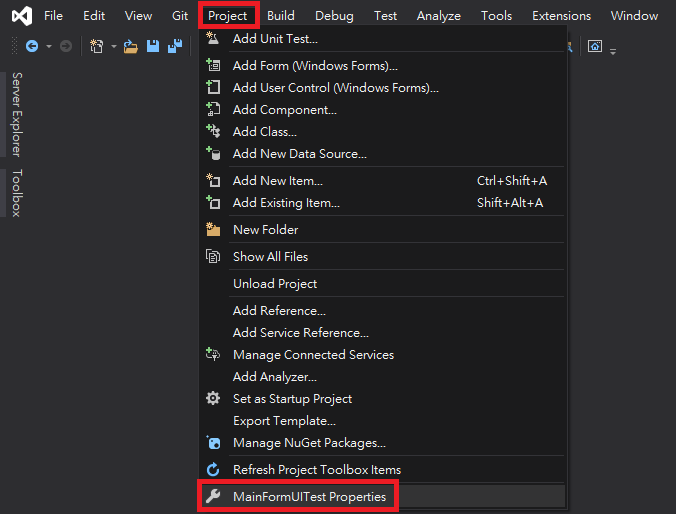 File Edit View Git Project Build Debug Test Analyze Tools Extensions Window
Server Explorer
Toolbox
Add Unit Test...
Add Form (Windows Forms)...
Add User Control (Windows Forms)...
Add Component...
Add Class...
Add New Data Source...
Add New Item... Ctrl+Shift+A
Add Existing Item... Shift+Alt+A
New Folder
Show All Files
Unload Project
Add Reference...
Add Service Reference...
Manage Connected Services
Add Analyzer...
Set as Startup Project
Export Template...
Manage NuGet Packages...
Refresh Project Toolbox Items
MainFormUITest Properties